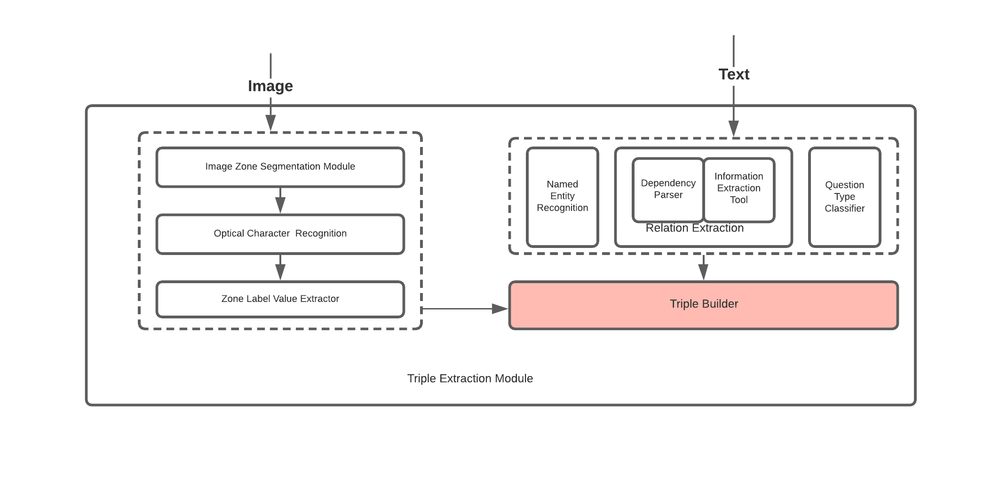 Image
Text
Image Zone Segmentation Module
Optical Character  Recognition
Zone Label Value Extractor
Named
Entity
Recognition
Dependency
Parser
Information
Extraction
Tool
Relation Extraction
Question
Type
Classifier
Triple Builder
Triple Extraction Module